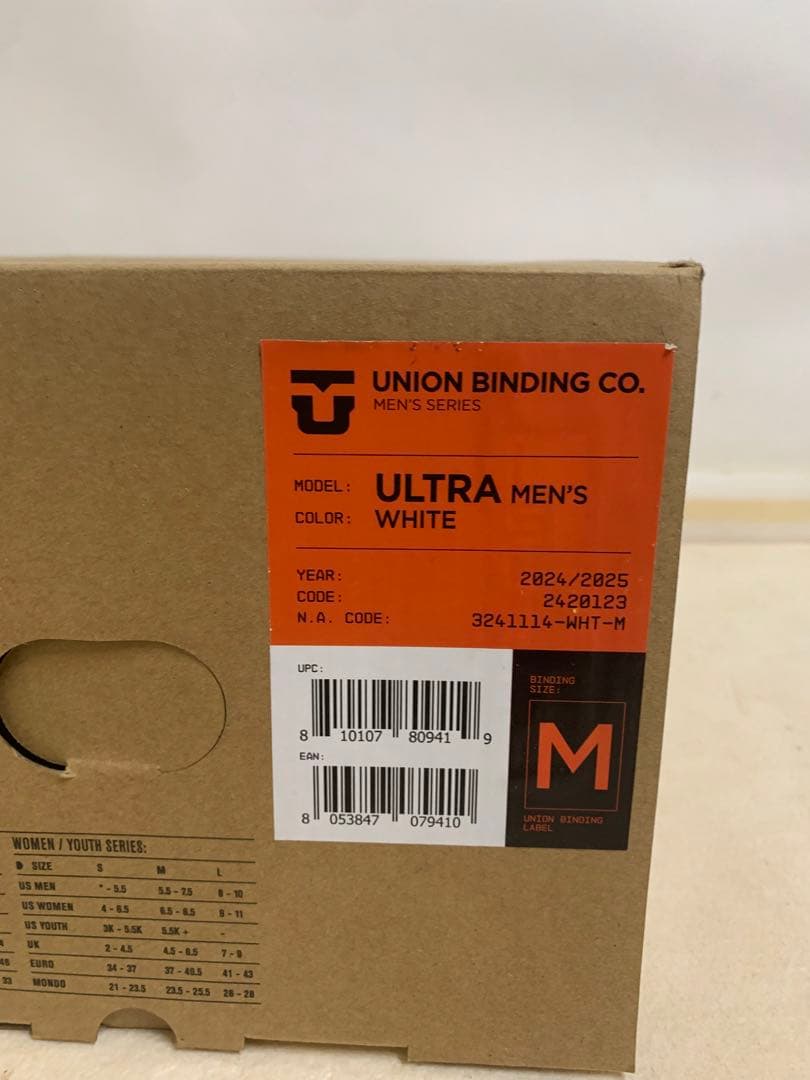 UNION BINDING CO.
MEN'S SERIES
MODEL: ULTRA MEN'S
COLOR: WHITE
YEAR: 2024/2025
CODE: 2420123
N.A. CODE: 3241114-WHT-M
UPC:
8 10107 80941 9
EAN:
8 053847 079410
BINDING
SIZE:
M
UNION BINDING
LABEL
WOMEN / YOUTH SERIES:
SIZE S M L
US MEN * - 5.5 5.5 - 7.5 8 - 10
US WOMEN 4 - 6.5 6.5 - 8.5 9 - 11
US YOUTH 3K - 5.5K 5.5K + -
UK 2 - 4.5 4.5 - 6.5 7 - 9
EURO 34 - 37 37 - 40.5 41 - 43
33 MONDO 21 - 23.5 23.5 - 25.5 26 - 28